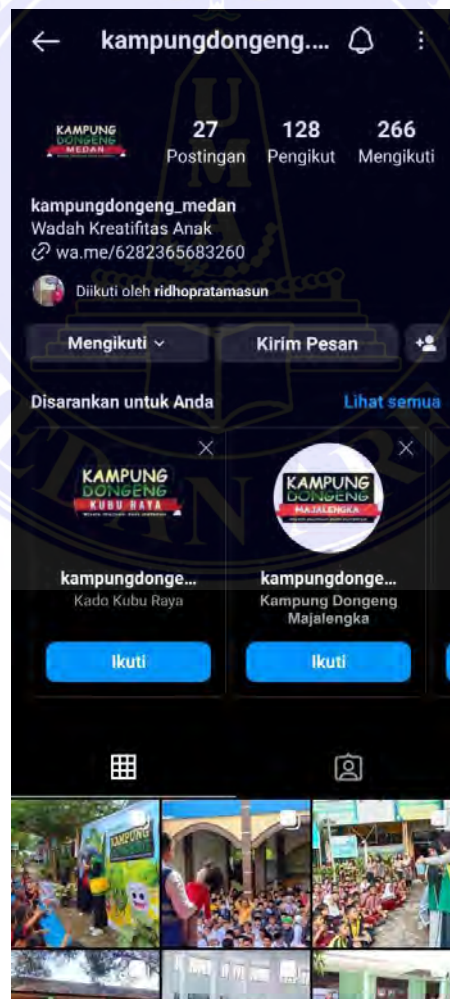 kampungdongeng....
KAMPUNG
DONGENG
MEDAN
27
Postingan
128
Pengikut
266
Mengikuti
kampungdongeng_medan
Wadah Kreatifitas Anak
wa.me/6282365683260
Diikuti oleh ridhopratamasun
Mengikuti
Kirim Pesan
Disarankan untuk Anda
Lihat semua
KAMPUNG
DONGENG
KUBU RAYA
kampungdonge...
Kado Kubu Raya
Ikuti
KAMPUNG
DONGENG
MAJALENGKA
kampungdonge...
Kampung Dongeng
Majalengka
Ikuti
KAMPUNG